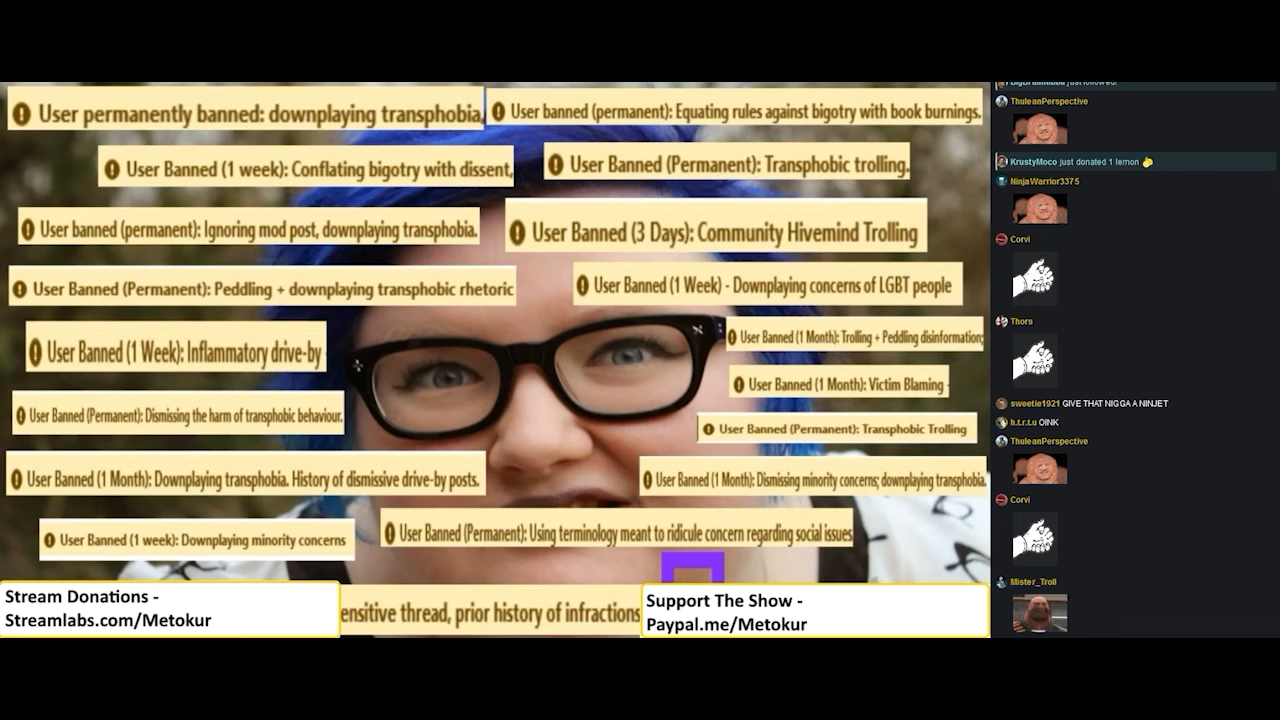 User permanently banned: downplaying transphobia,
User banned (permanent): Equating rules against bigotry with book burnings.
User Banned (1 week): Conflating bigotry with dissent,
User Banned (Permanent): Transphobic trolling.
User banned (permanent): Ignoring mod post, downplaying transphobia.
User Banned (3 Days): Community Hivemind Trolling
User Banned (Permanent): Peddling + downplaying transphobic rhetoric
User Banned (1 Week) - Downplaying concerns of LGBT people
User Banned (1 Week): Inflammatory drive-by
User Banned (1 Month): Trolling + Peddling disinformation;
User Banned (1 Month): Victim Blaming -
User Banned (Permanent): Dismissing the harm of transphobic behaviour.
User Banned (Permanent): Transphobic Trolling
User Banned (1 Month): Downplaying transphobia. History of dismissive drive-by posts.
User Banned (1 Month): Dismissing minority concerns; downplaying transphobia.
User Banned (Permanent): Using terminology meant to ridicule concern regarding social issues
User Banned (1 week): Downplaying minority concerns
ensitive thread, prior history of infractions
Stream Donations -
Streamlabs.com/Metokur
Support The Show -
Paypal.me/Metokur
just followed!
ThuleanPerspective
KrustyMoco just donated 1 lemon
NinjaWarrior3375
Corvi
Thors
sweetie1921 GIVE THAT NIGGA A NINJET
h.t.r.t.u OINK
ThuleanPerspective
Corvi
Mister_Troll